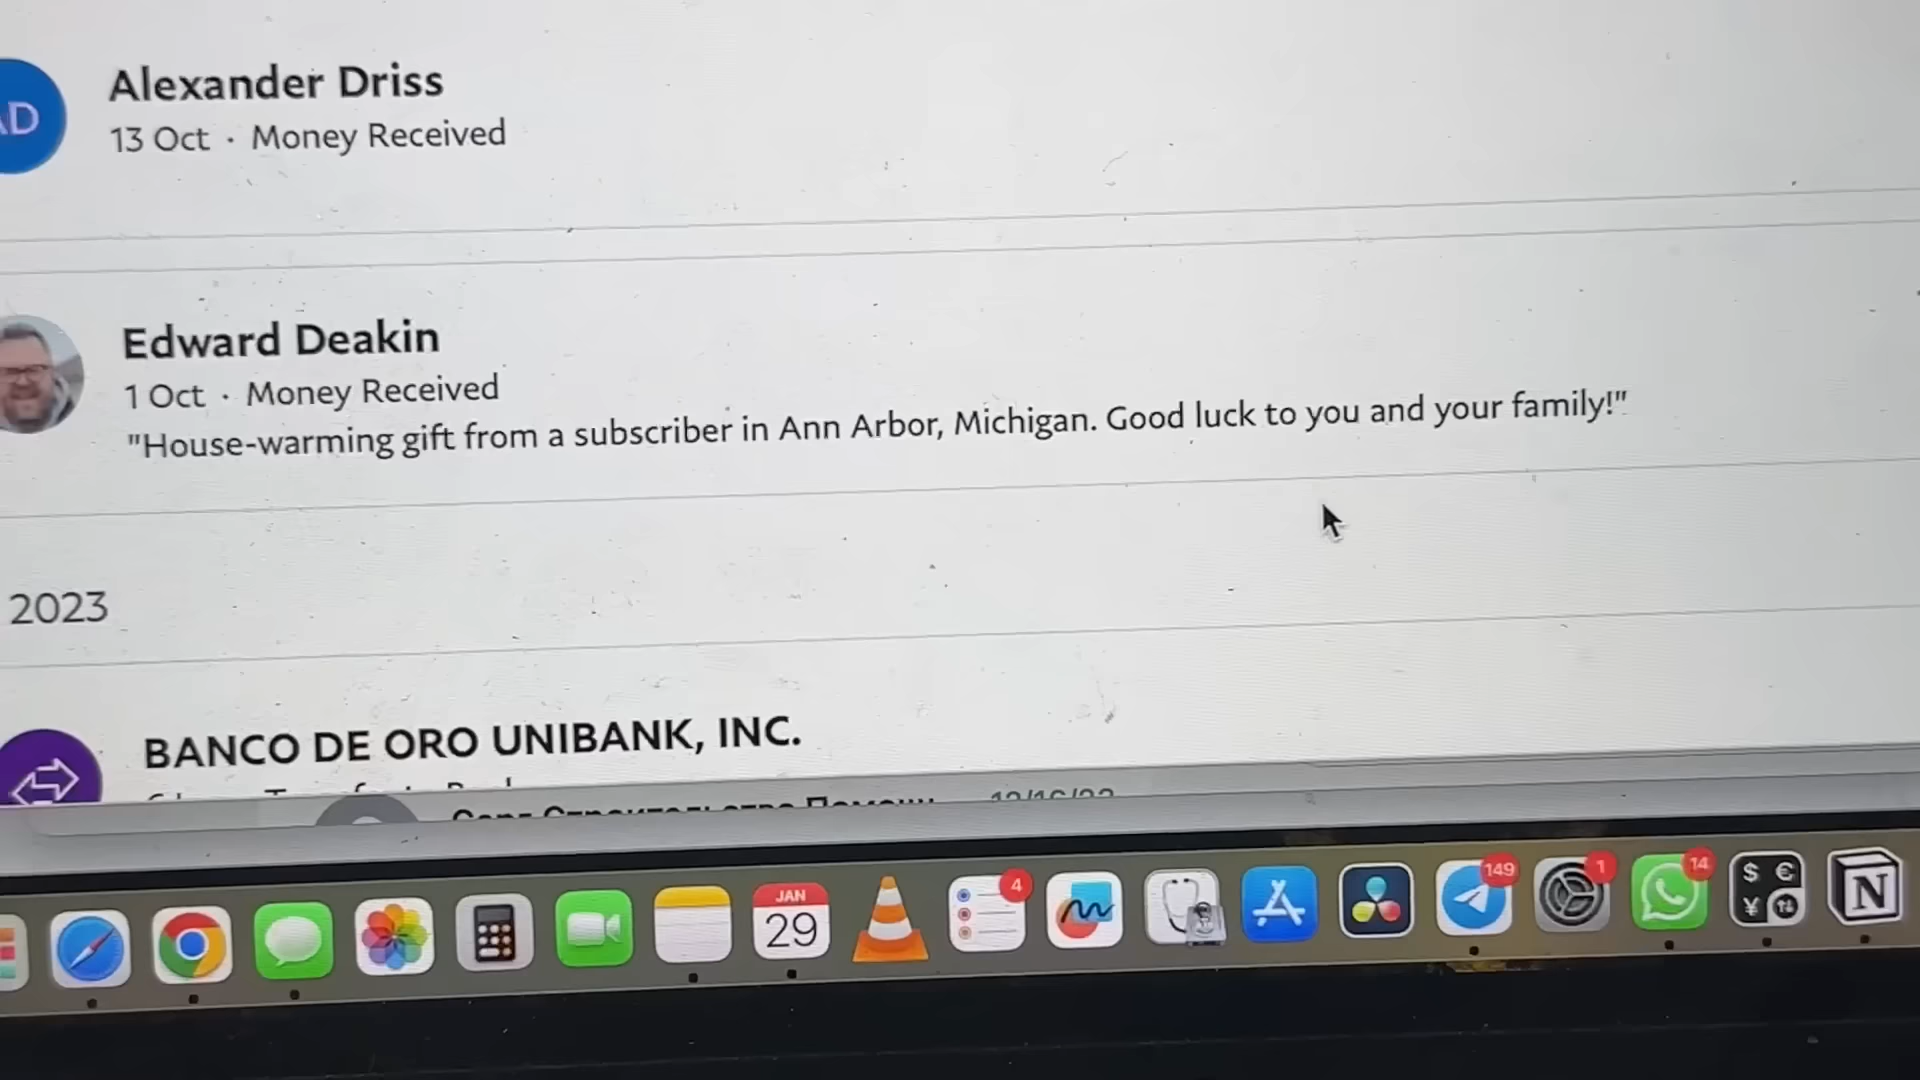 AD
Alexander Driss
13 Oct · Money Received
Edward Deakin
1 Oct · Money Received
"House-warming gift from a subscriber in Ann Arbor, Michigan. Good luck to you and your family!"
2023
BANCO DE ORO UNIBANK, INC.
JAN
29
4
149
1
14
$ €
¥
N